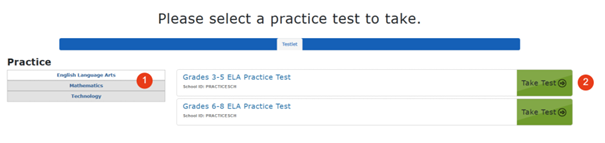 Please select a practice test to take.
Testlet
Practice
English Language Arts
1
Mathematics
Technology
Grades 3-5 ELA Practice Test
School ID: PRACTICESCH
Take Test
2
Grades 6-8 ELA Practice Test
School ID: PRACTICESCH
Take Test